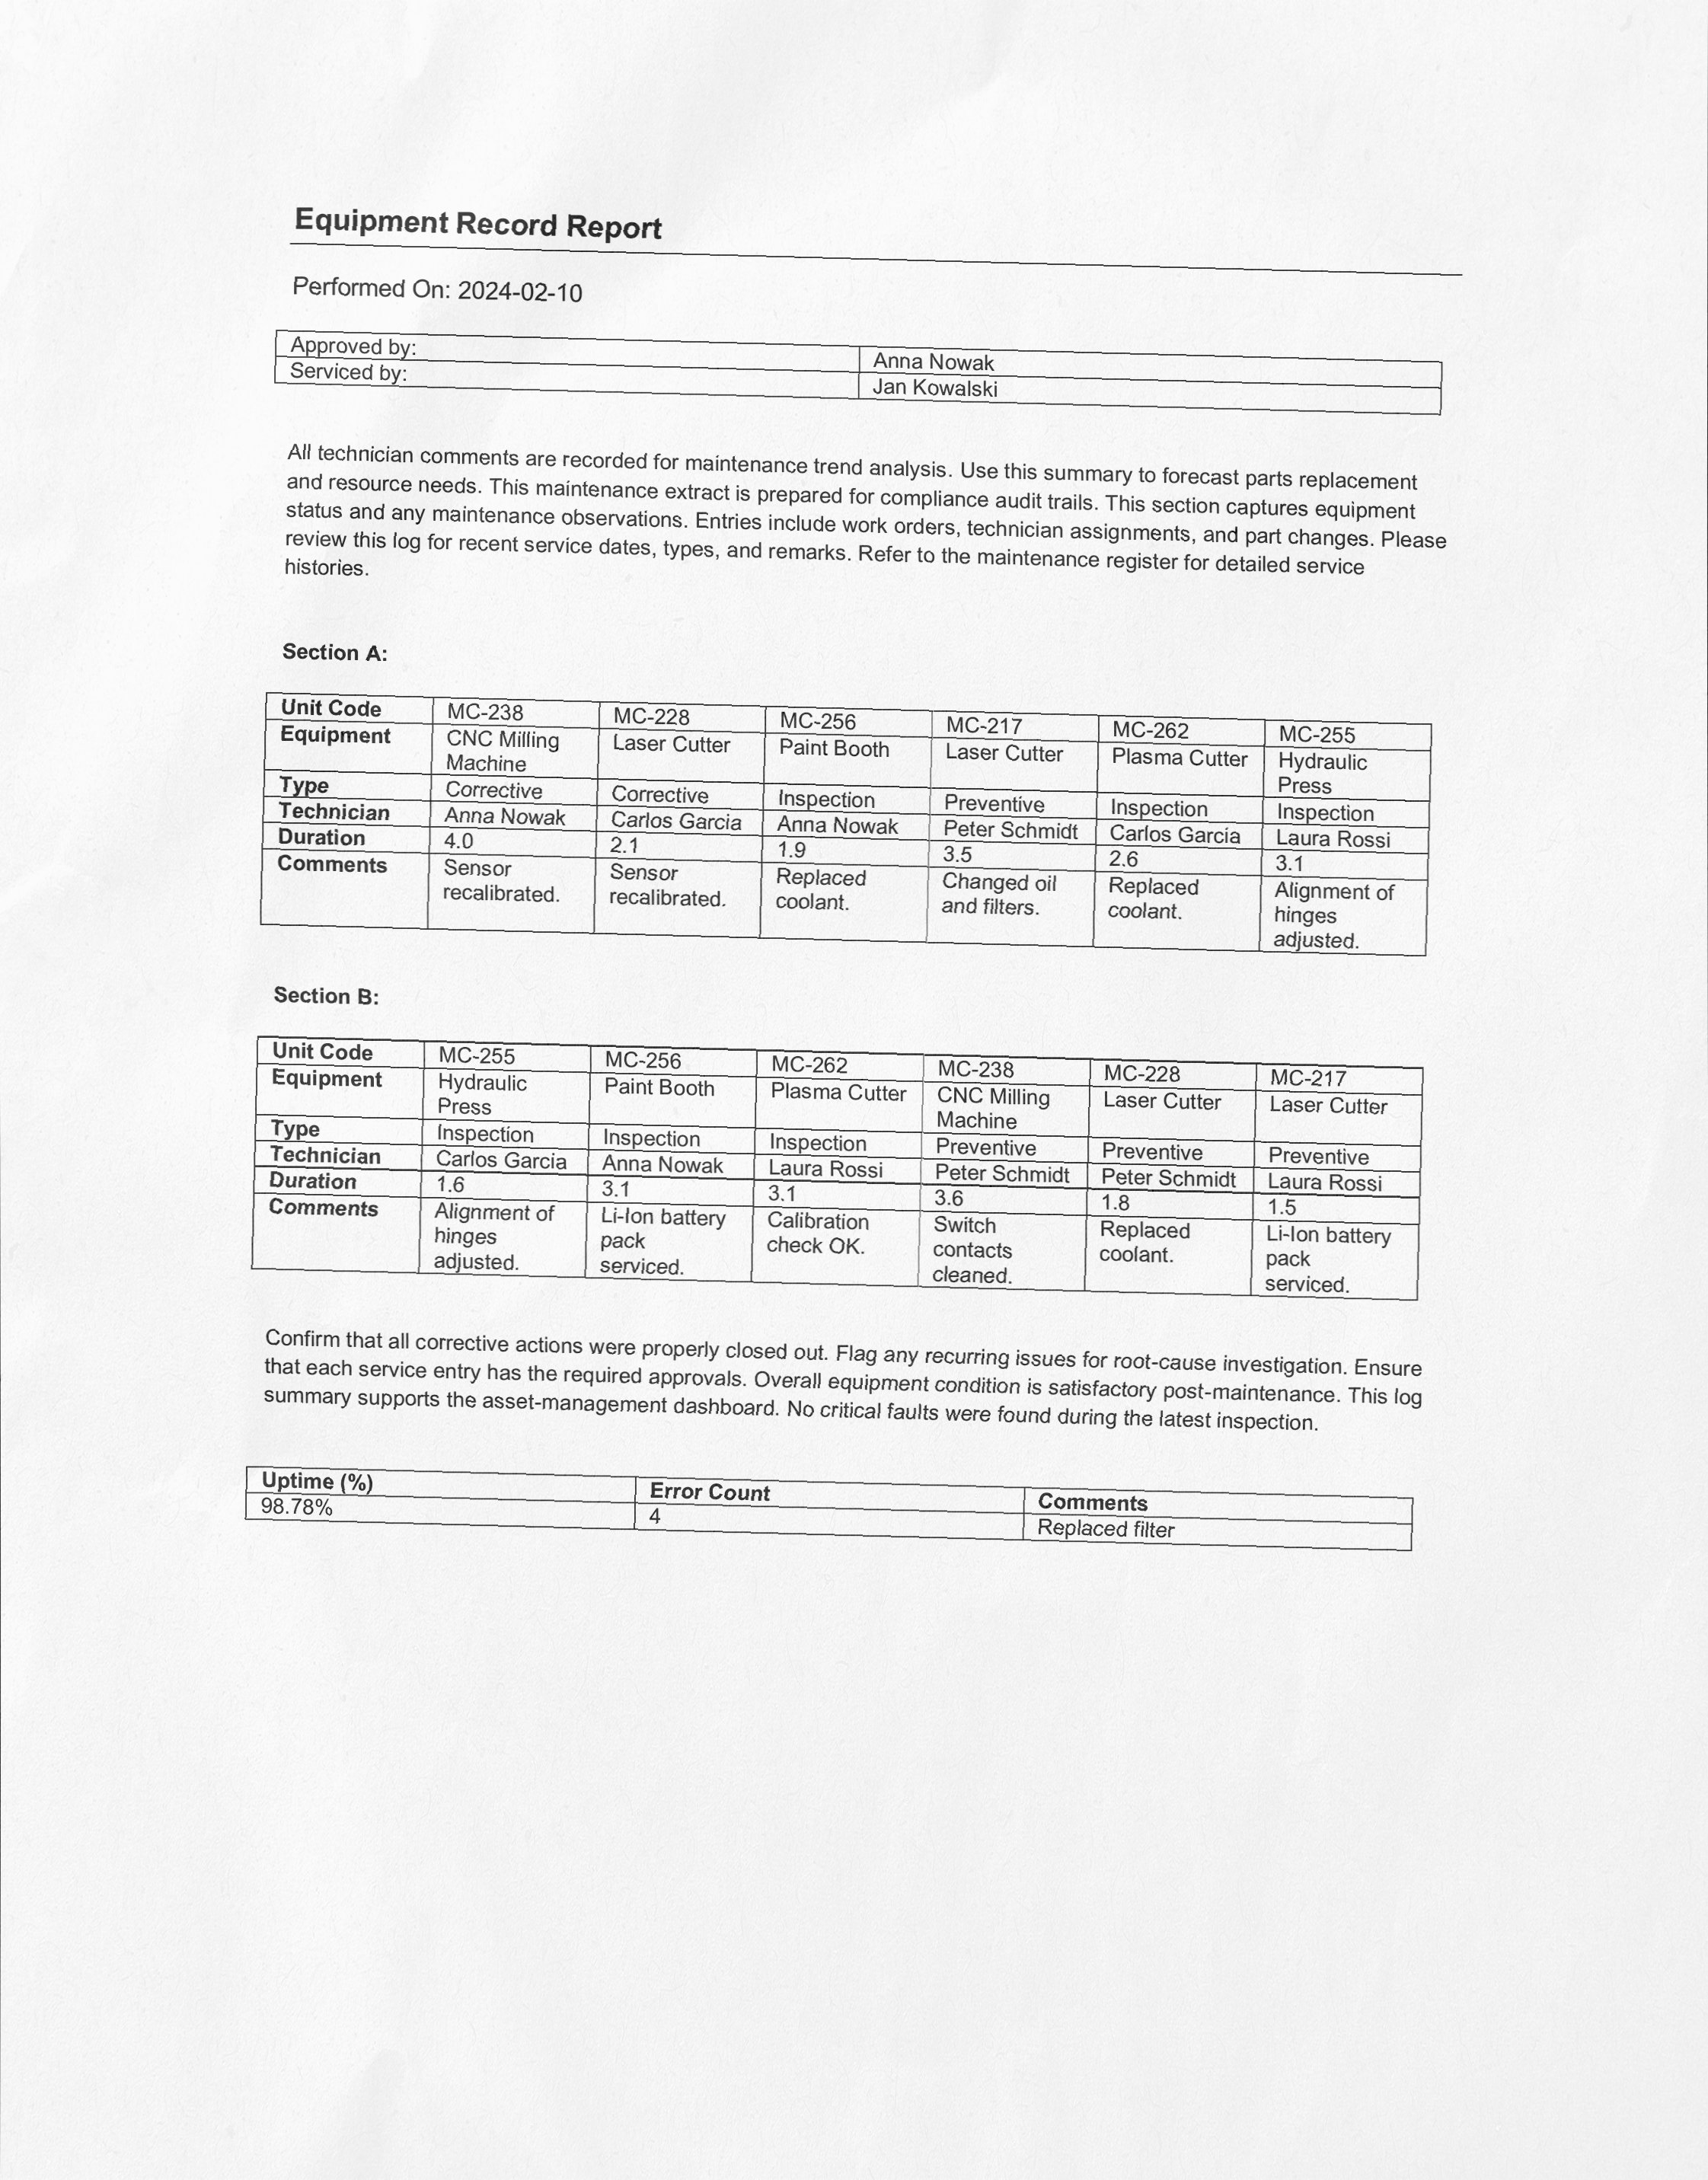 Equipment Record Report
Performed On: 2024-02-10
Approved by: Anna Nowak
Serviced by: Jan Kowalski
All technician comments are recorded for maintenance trend analysis. Use this summary to forecast parts replacement
and resource needs. This maintenance extract is prepared for compliance audit trails. This section captures equipment
status and any maintenance observations. Entries include work orders, technician assignments, and part changes. Please
review this log for recent service dates, types, and remarks. Refer to the maintenance register for detailed service
histories.
Section A:
Unit Code MC-238 MC-228 MC-256 MC-217 MC-262 MC-255
Equipment CNC Milling Laser Cutter Paint Booth Laser Cutter Plasma Cutter Hydraulic
Machine Press
Type Corrective Corrective Inspection Preventive Inspection Inspection
Technician Anna Nowak Carlos Garcia Anna Nowak Peter Schmidt Carlos Garcia Laura Rossi
Duration 4.0 2.1 1.9 3.5 2.6 3.1
Comments Sensor Sensor Replaced Changed oil Replaced Alignment of
recalibrated. recalibrated. coolant. and filters. coolant. hinges
adjusted.
Section B:
Unit Code MC-255 MC-256 MC-262 MC-238 MC-228 MC-217
Equipment Hydraulic Paint Booth Plasma Cutter CNC Milling Laser Cutter Laser Cutter
Press Machine
Type Inspection Inspection Inspection Preventive Preventive Preventive
Technician Carlos Garcia Anna Nowak Laura Rossi Peter Schmidt Peter Schmidt Laura Rossi
Duration 1.6 3.1 3.1 3.6 1.8 1.5
Comments Alignment of Li-Ion battery Calibration Switch Replaced Li-Ion battery
hinges pack check OK. contacts coolant. pack
adjusted. serviced. cleaned. serviced.
Confirm that all corrective actions were properly closed out. Flag any recurring issues for root-cause investigation. Ensure
that each service entry has the required approvals. Overall equipment condition is satisfactory post-maintenance. This log
summary supports the asset-management dashboard. No critical faults were found during the latest inspection.
Uptime (%) Error Count Comments
98.78% 4 Replaced filter